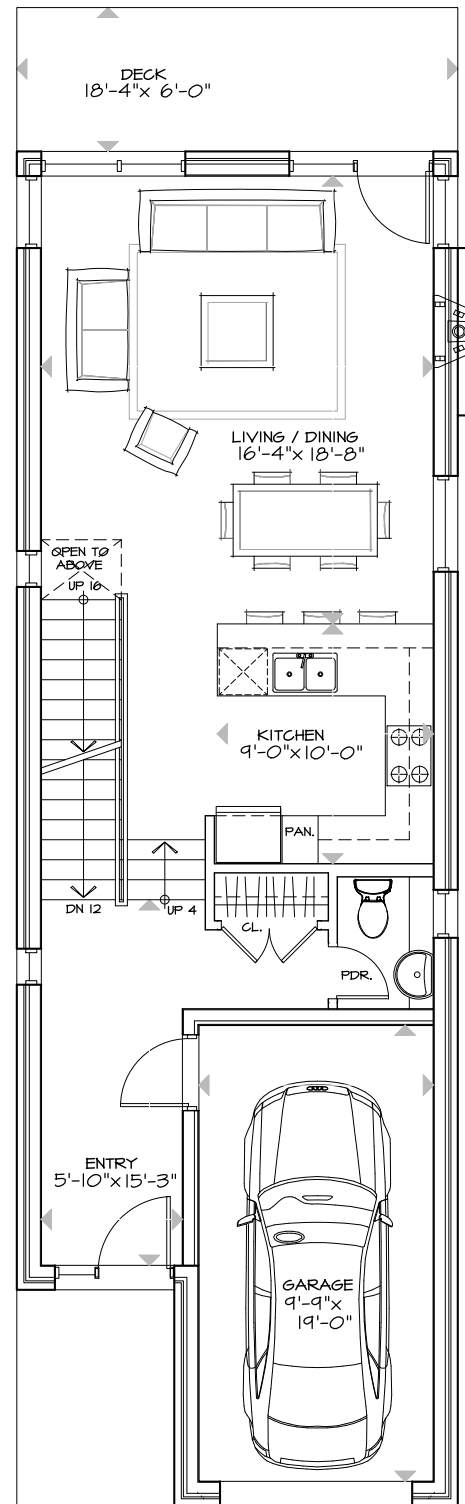 DECK
18'-4"x 6'-0"
LIVING / DINING
16'-4"x 18'-8"
OPEN TO
ABOVE
UP 16
KITCHEN
9'-0"x10'-0"
PAN.
DN 12
UP 4
CL.
PDR.
ENTRY
5'-10"x15'-3"
GARAGE
9'-9"x
19'-0"